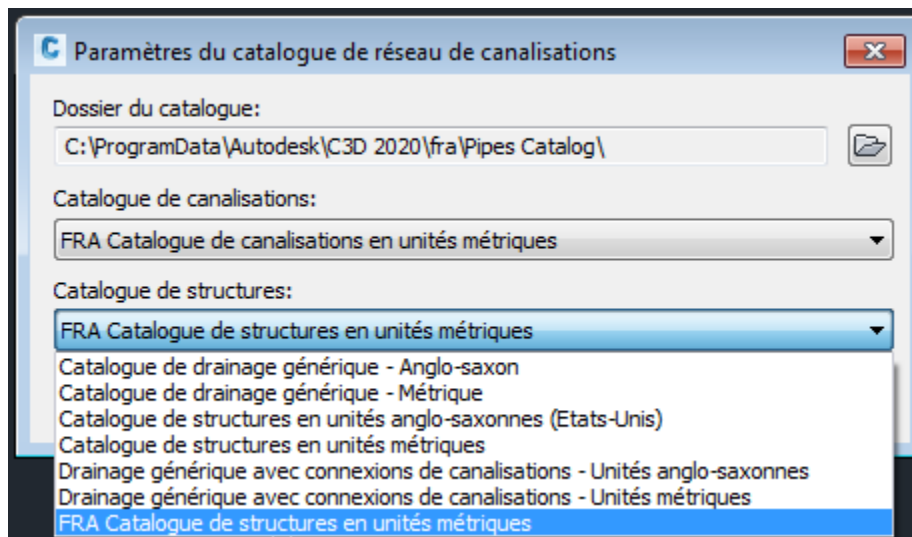 Paramètres du catalogue de réseau de canalisations
Dossier du catalogue:
C:\ProgramData\Autodesk\C3D 2020\fra\Pipes Catalog\
Catalogue de canalisations:
FRA Catalogue de canalisations en unités métriques
Catalogue de structures:
FRA Catalogue de structures en unités métriques
Catalogue de drainage générique - Anglo-saxon
Catalogue de drainage générique - Métrique
Catalogue de structures en unités anglo-saxonnes (Etats-Unis)
Catalogue de structures en unités métriques
Drainage générique avec connexions de canalisations - Unités anglo-saxonnes
Drainage générique avec connexions de canalisations - Unités métriques
FRA Catalogue de structures en unités métriques